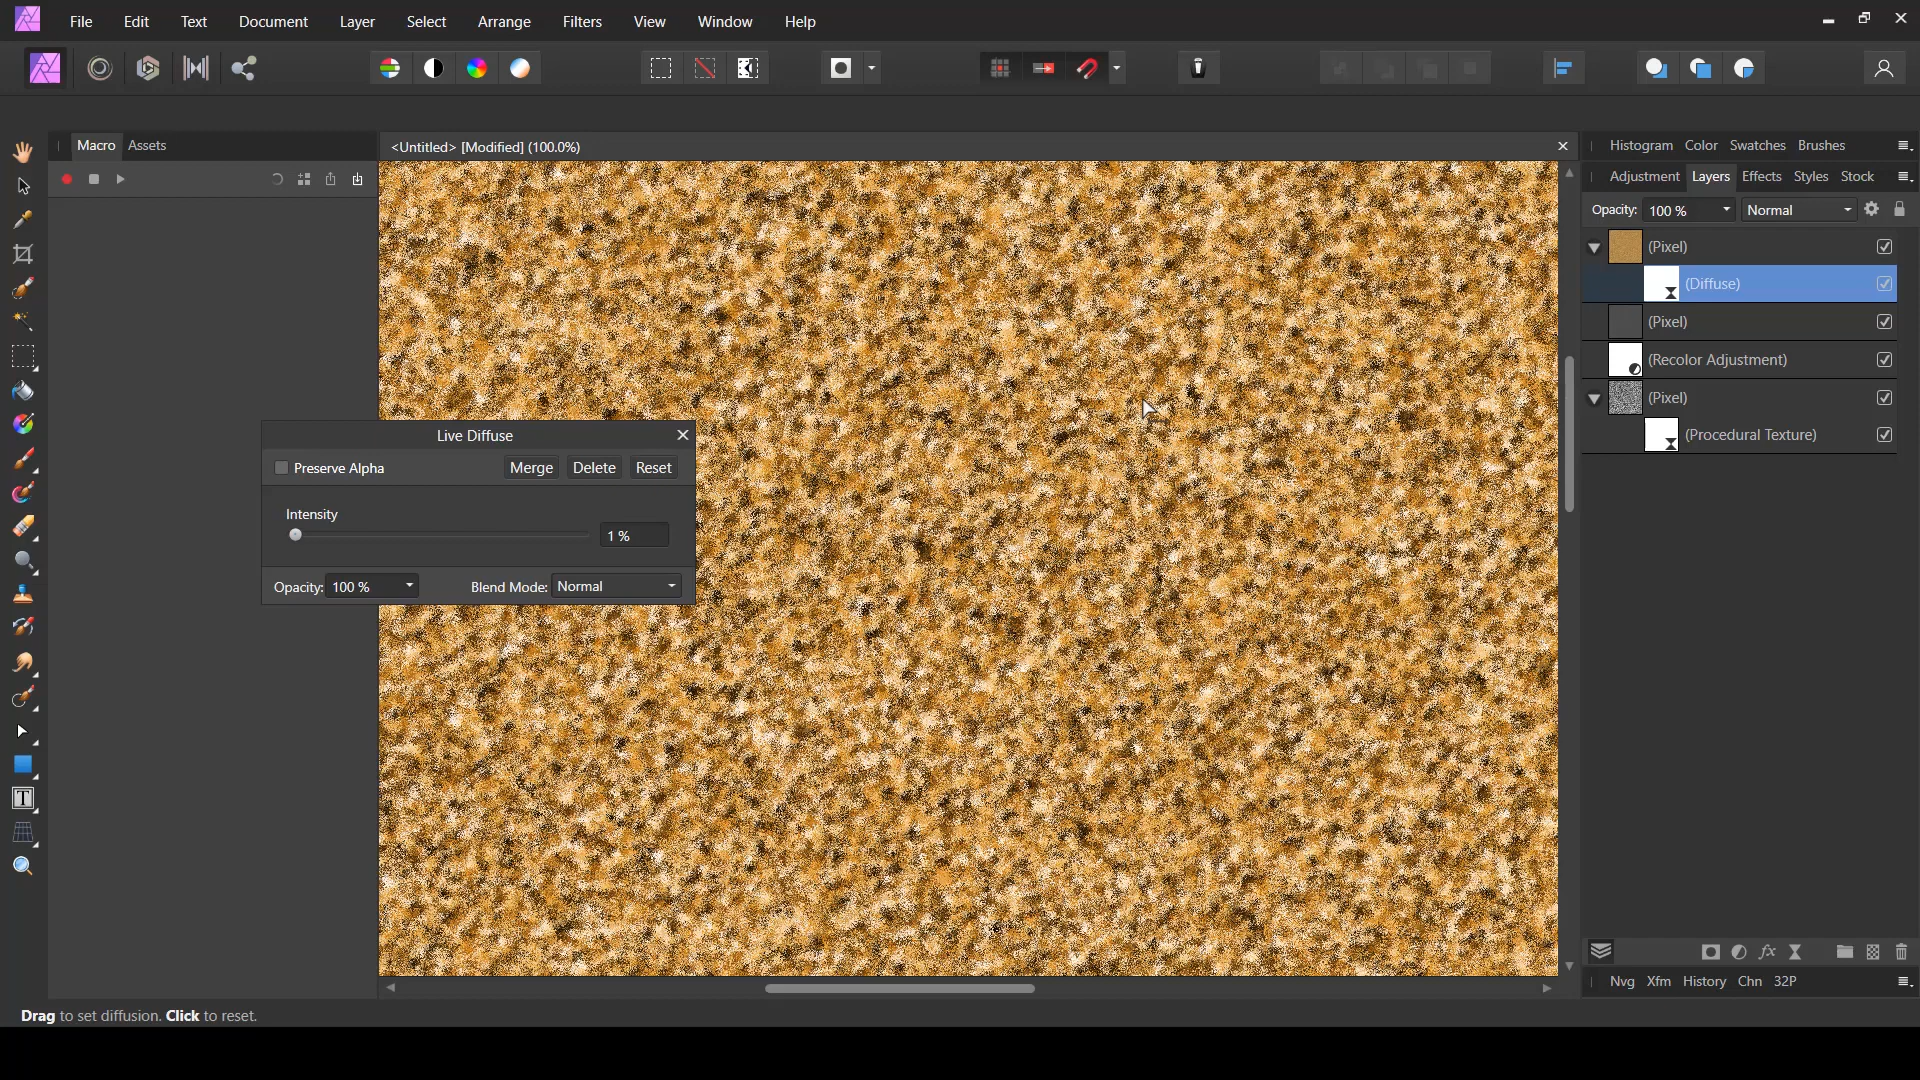 File Edit Text Document Layer Select Arrange Filters View Window Help
Macro Assets
<Untitled> [Modified] (100.0%)
Histogram Color Swatches Brushes
Adjustment Layers Effects Styles Stock
Opacity: 100 % Normal
(Pixel)
(Diffuse)
(Pixel)
(Recolor Adjustment)
(Pixel)
(Procedural Texture)
Live Diffuse
Preserve Alpha Merge Delete Reset
Intensity
1 %
Opacity: 100 % Blend Mode: Normal
Nvg Xfm History Chn 32P
Drag to set diffusion. Click to reset.